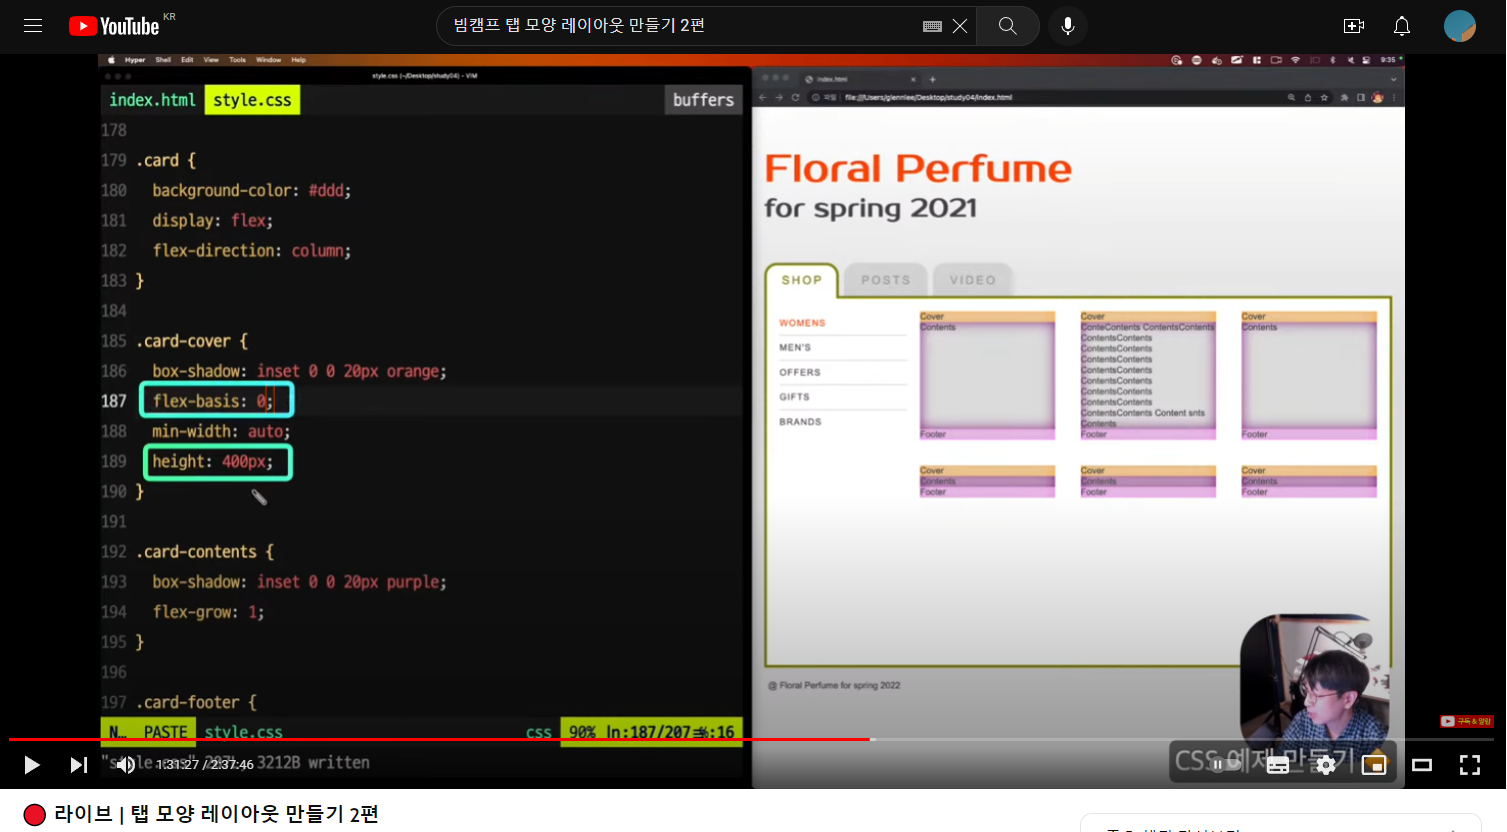 YouTube KR
빔캠프 탭 모양 레이아웃 만들기 2편
Hyper Shell Edit View Tools Window Help
9:35
style.css (~/Desktop/study04) - VIM
index.html style.css buffers
178
179 .card {
180 background-color: #ddd;
181 display: flex;
182 flex-direction: column;
183 }
184
185 .card-cover {
186 box-shadow: inset 0 0 20px orange;
187 flex-basis: 0;
188 min-width: auto;
189 height: 400px;
190 }
191
192 .card-contents {
193 box-shadow: inset 0 0 20px purple;
194 flex-grow: 1;
195 }
196
197 .card-footer {
N… PASTE style.css css 90% ln:187/207
:16
3212B written
index.html
파일 file:///Users/glennlee/Desktop/study04/index.html
Floral Perfume
for spring 2021
SHOP POSTS VIDEO
WOMENS
MEN'S
OFFERS
GIFTS
BRANDS
Cover
Contents
Footer
Cover
ConteContents ContentsContents
ContentsContents
ContentsContents
ContentsContents
ContentsContents
ContentsContents
ContentsContents
ContentsContents
ContentsContents Content snts
Contents
Footer
Cover
Contents
Footer
Cover
Contents
Footer
Cover
Contents
Footer
Cover
Contents
Footer
@ Floral Perfume for spring 2022
구독 & 알람
CSS 예제 만들기
1:31:27 / 2:37:46
라이브 | 탭 모양 레이아웃 만들기 2편